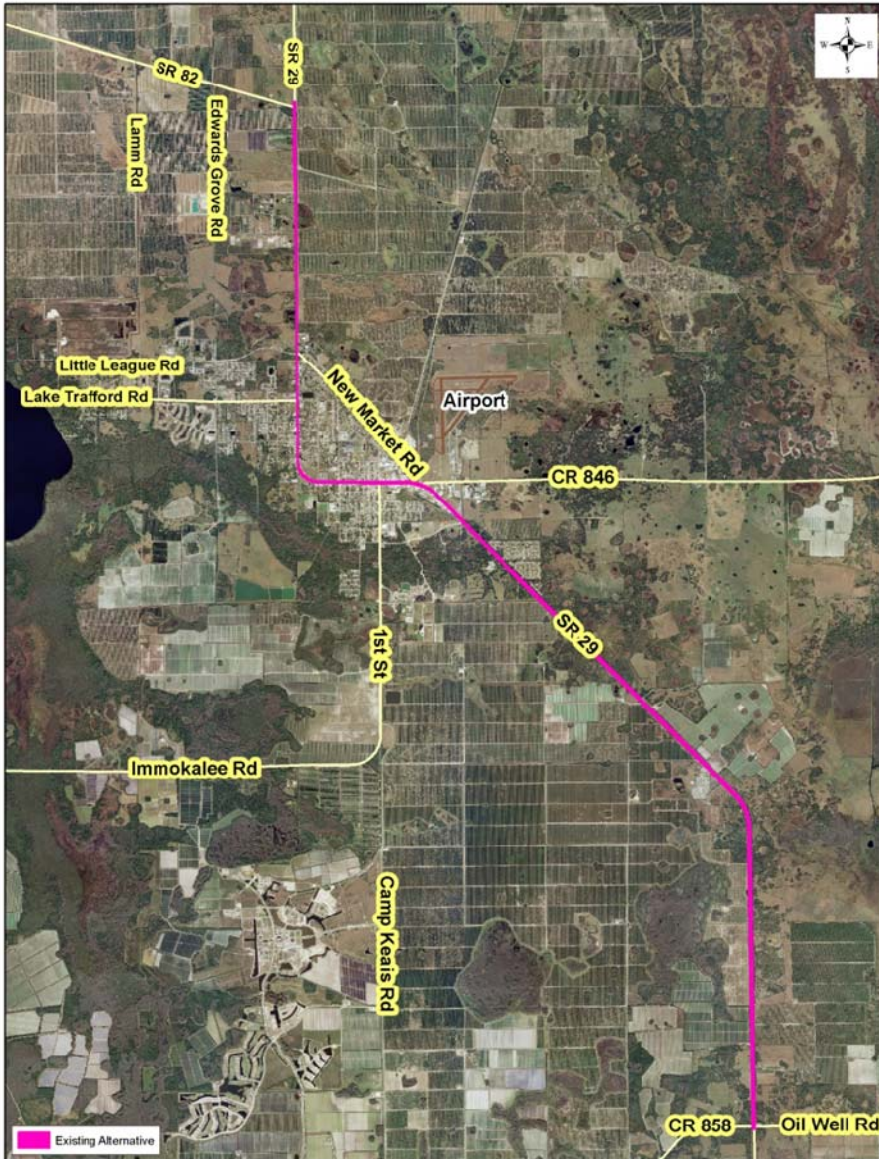 N
W E
S
SR 82
SR 29
Lamm Rd
Edwards Grove Rd
Little League Rd
Lake Trafford Rd
New Market Rd
Airport
CR 846
1st St
SR 29
Immokalee Rd
Camp Keais Rd
CR 858
Oil Well Rd
Existing Alternative